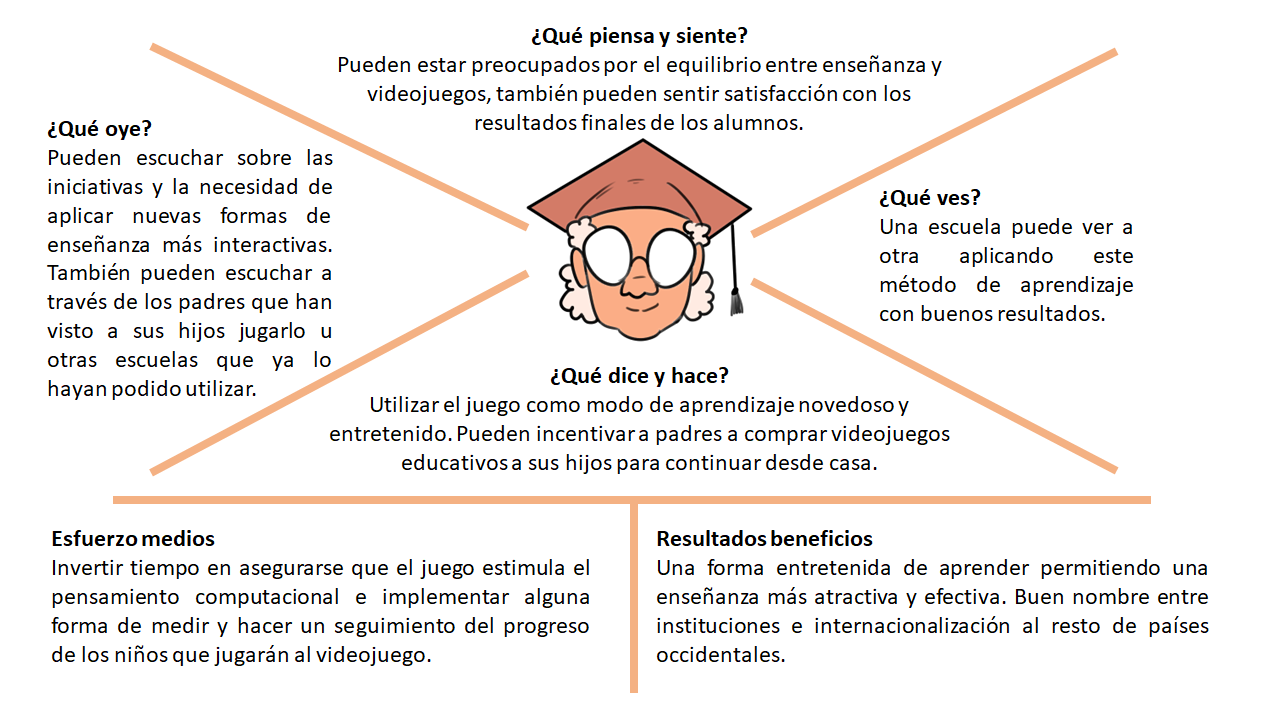 ¿Qué piensa y siente?
Pueden estar preocupados por el equilibrio entre enseñanza y
videojuegos, también pueden sentir satisfacción con los
resultados finales de los alumnos.
¿Qué oye?
Pueden escuchar sobre las
iniciativas y la necesidad de
aplicar nuevas formas de
enseñanza más interactivas.
También pueden escuchar a
través de los padres que han
visto a sus hijos jugarlo u
otras escuelas que ya lo
hayan podido utilizar.
¿Qué ves?
Una escuela puede ver a
otra aplicando este
método de aprendizaje
con buenos resultados.
¿Qué dice y hace?
Utilizar el juego como modo de aprendizaje novedoso y
entretenido. Pueden incentivar a padres a comprar videojuegos
educativos a sus hijos para continuar desde casa.
Esfuerzo medios
Invertir tiempo en asegurarse que el juego estimula el
pensamiento computacional e implementar alguna
forma de medir y hacer un seguimiento del progreso
de los niños que jugarán al videojuego.
Resultados beneficios
Una forma entretenida de aprender permitiendo una
enseñanza más atractiva y efectiva. Buen nombre entre
instituciones e internacionalización al resto de países
occidentales.